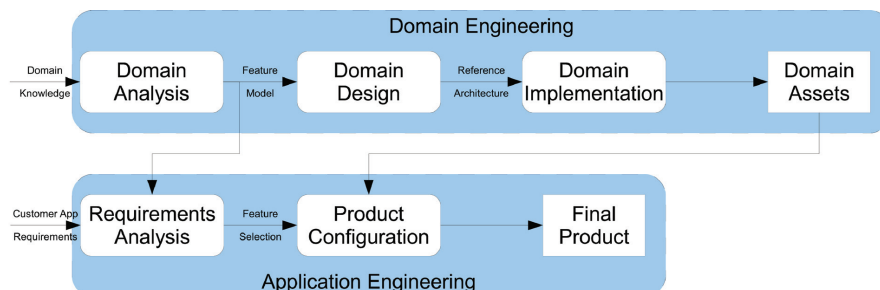 Domain Engineering
Domain
Knowledge
Domain
Analysis
Feature
Model
Domain
Design
Reference
Architecture
Domain
Implementation
Domain
Assets
Customer App
Requirements
Requirements
Analysis
Feature
Selection
Product
Configuration
Final
Product
Application Engineering